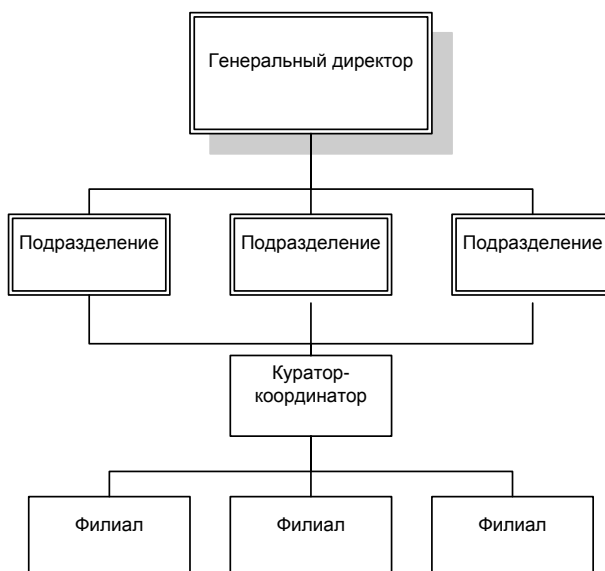 Генеральный директор
Подразделение
Подразделение
Подразделение
Куратор-
координатор
Филиал
Филиал
Филиал